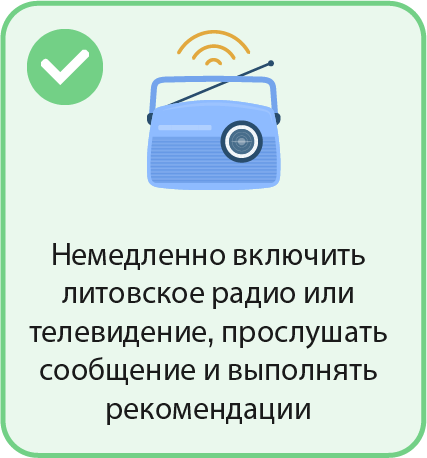 Немедленно включить
литовское радио или
телевидение, прослушать
сообщение и выполнять
рекомендации